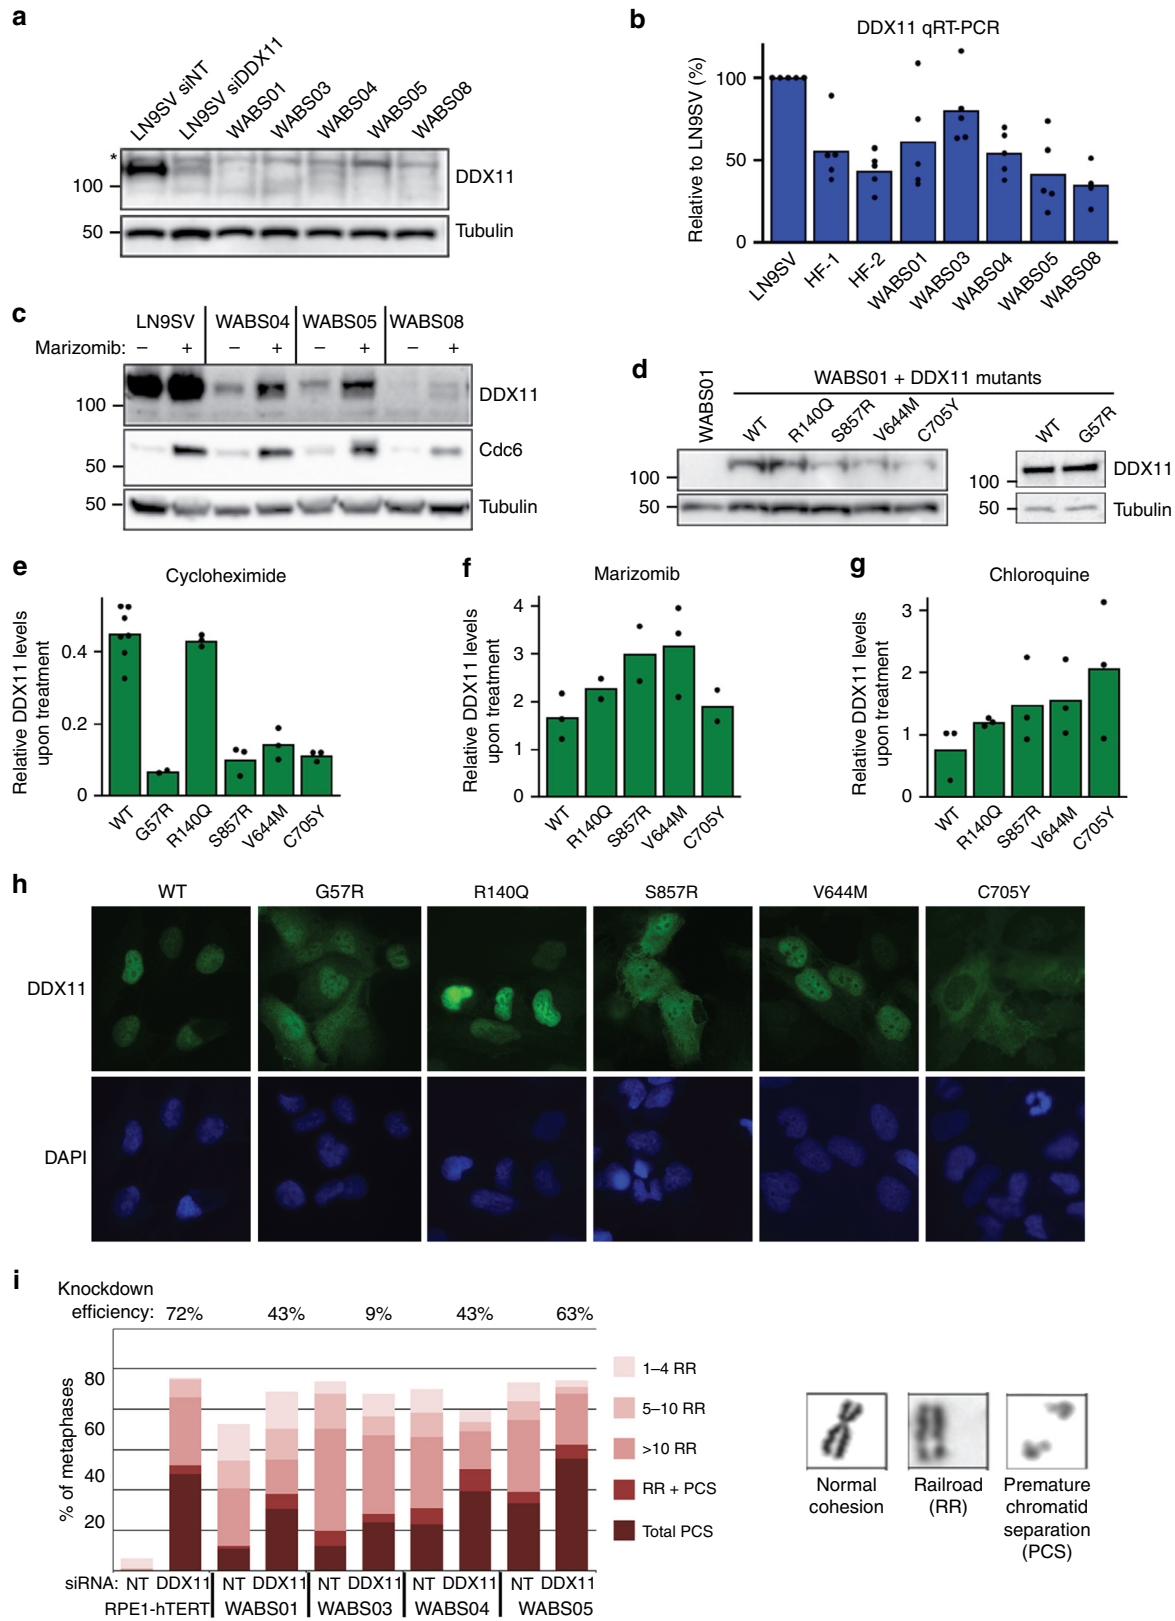 a
LN9SV siNT
LN9SV siDDX11
WABS01
WABS03
WABS04
WABS05
WABS08
*
100
DDX11
50
Tubulin
b
DDX11 qRT-PCR
Relative to LN9SV (%)
100
50
0
LN9SV
HF-1
HF-2
WABS01
WABS03
WABS04
WABS05
WABS08
c
LN9SV WABS04 WABS05 WABS08
Marizomib: – + – + – + – +
100
DDX11
50
Cdc6
50
Tubulin
d
WABS01
WABS01 + DDX11 mutants
WT
R140Q
S857R
V644M
C705Y
WT
G57R
100
100
DDX11
50
50
Tubulin
e
Cycloheximide
Relative DDX11 levels
upon treatment
0.4
0.2
0
WT
G57R
R140Q
S857R
V644M
C705Y
f
Marizomib
Relative DDX11 levels
upon treatment
4
3
2
1
0
WT
R140Q
S857R
V644M
C705Y
g
Chloroquine
Relative DDX11 levels
upon treatment
3
2
1
0
WT
R140Q
S857R
V644M
C705Y
h
WT G57R R140Q S857R V644M C705Y
DDX11
DAPI
i
Knockdown
efficiency: 72% 43% 9% 43% 63%
% of metaphases
80
60
40
20
1–4 RR
5–10 RR
>10 RR
RR + PCS
Total PCS
siRNA: NT DDX11 NT DDX11 NT DDX11 NT DDX11 NT DDX11
RPE1-hTERT WABS01 WABS03 WABS04 WABS05
Normal
cohesion
Railroad
(RR)
Premature
chromatid
separation
(PCS)